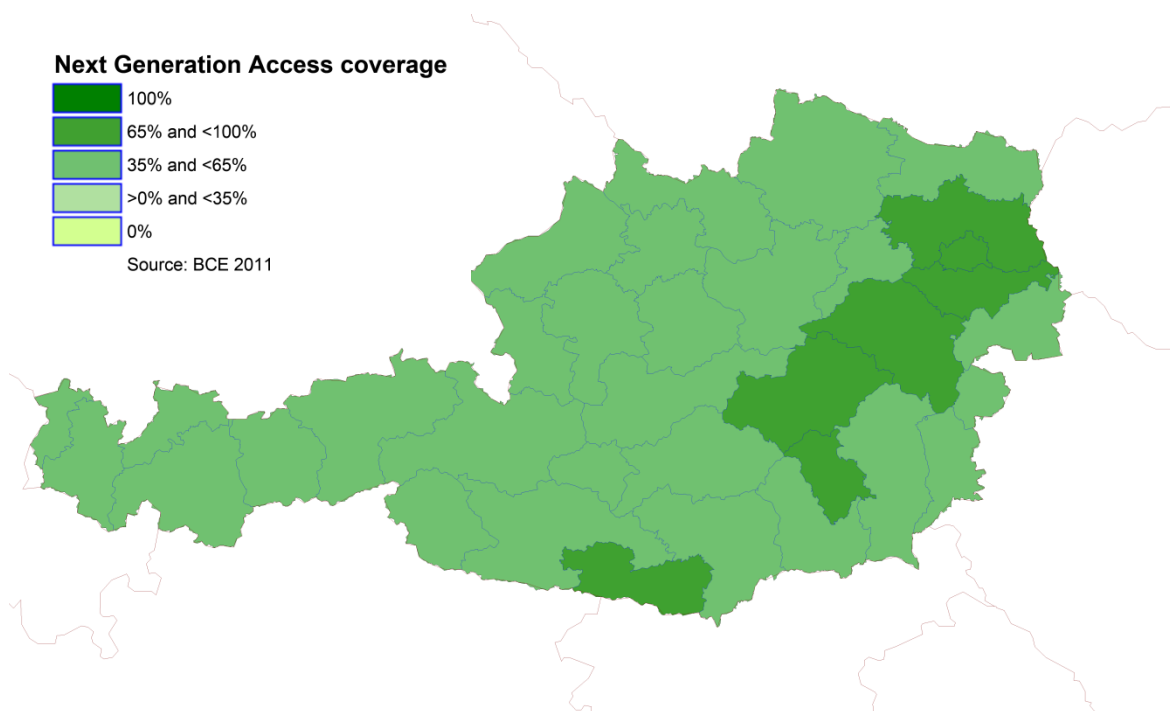 Next Generation Access coverage
100%
65% and <100%
35% and <65%
>0% and <35%
0%
Source: BCE 2011